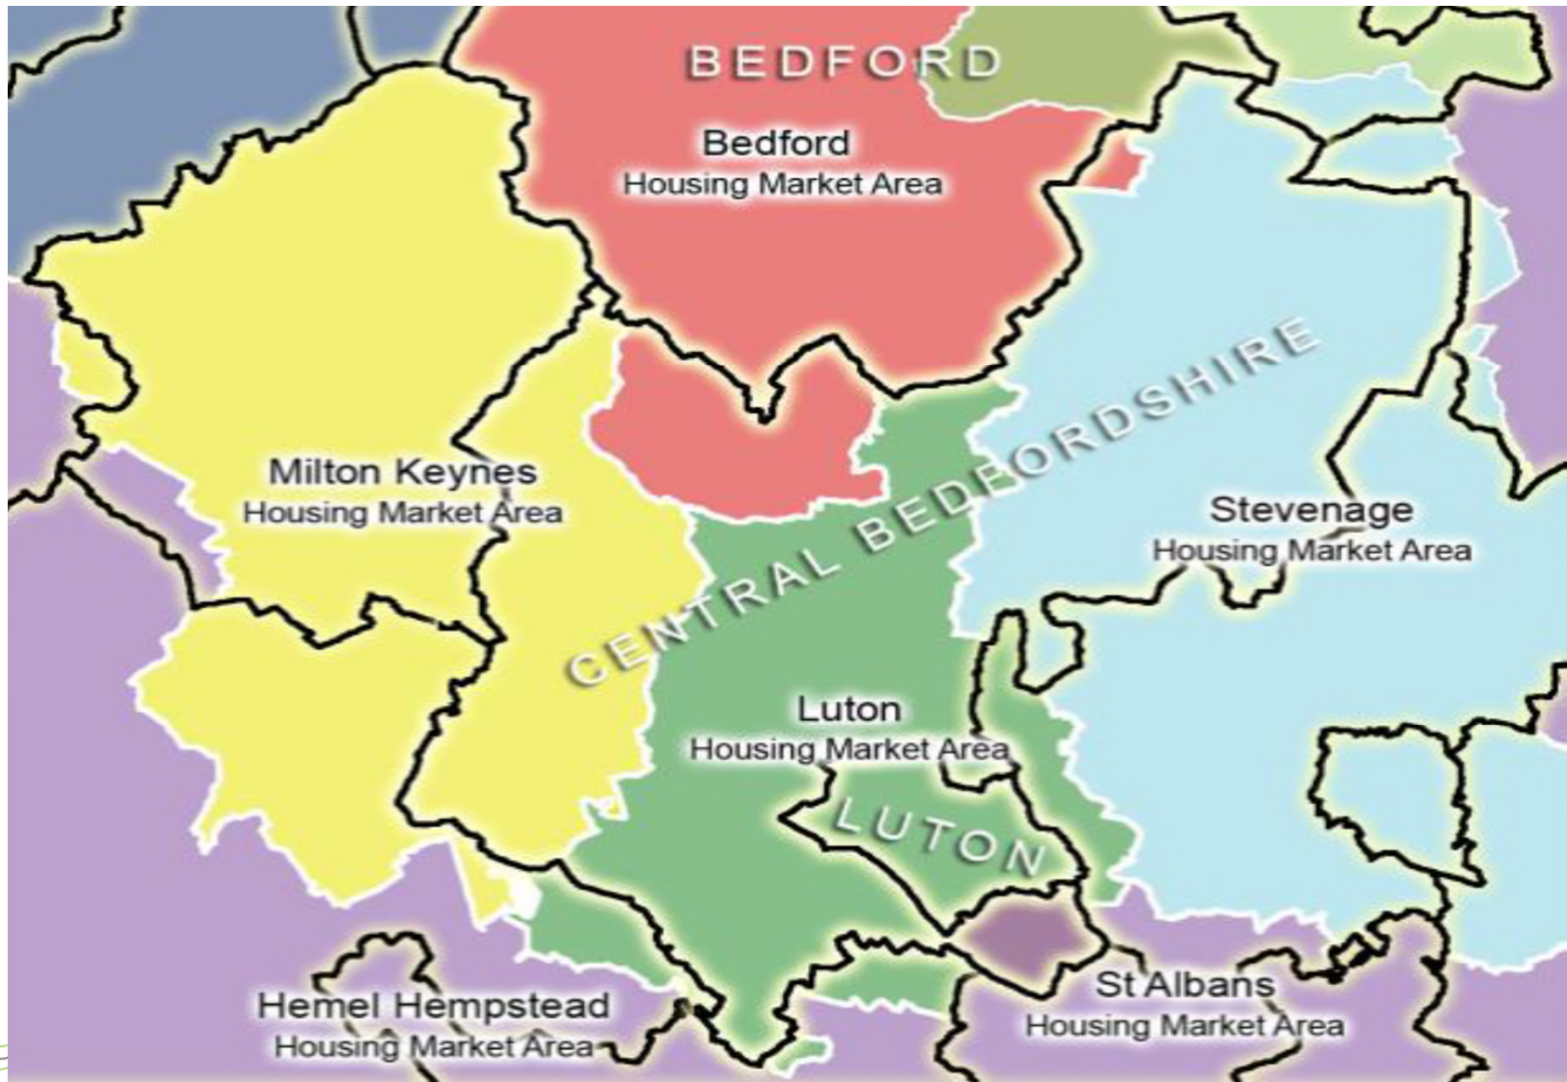 BEDFORD
Bedford
Housing Market Area
CENTRAL BEDFORDSHIRE
Milton Keynes
Housing Market Area
Stevenage
Housing Market Area
Luton
Housing Market Area
LUTON
Hemel Hempstead
Housing Market Area
St Albans
Housing Market Area